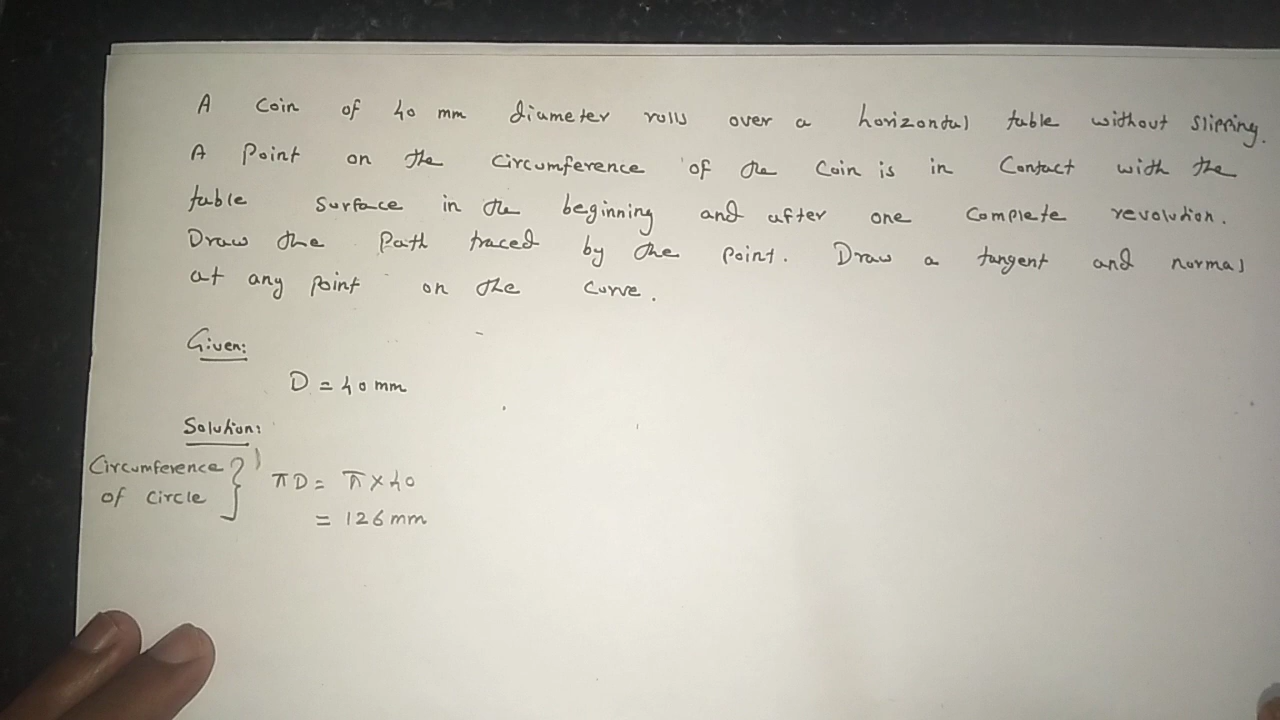 A Coin of 40 mm diameter rolls over a horizontal table without slipping.
A Point on the Circumference of the Coin is in Contact with the
table surface in the beginning and after one Complete revolution.
Draw the Path traced by the point. Draw a tangent and normal
at any point on the Curve.
Given:
D = 40 mm
Solution:
Circumference of Circle } πD = π × 40
= 126 mm